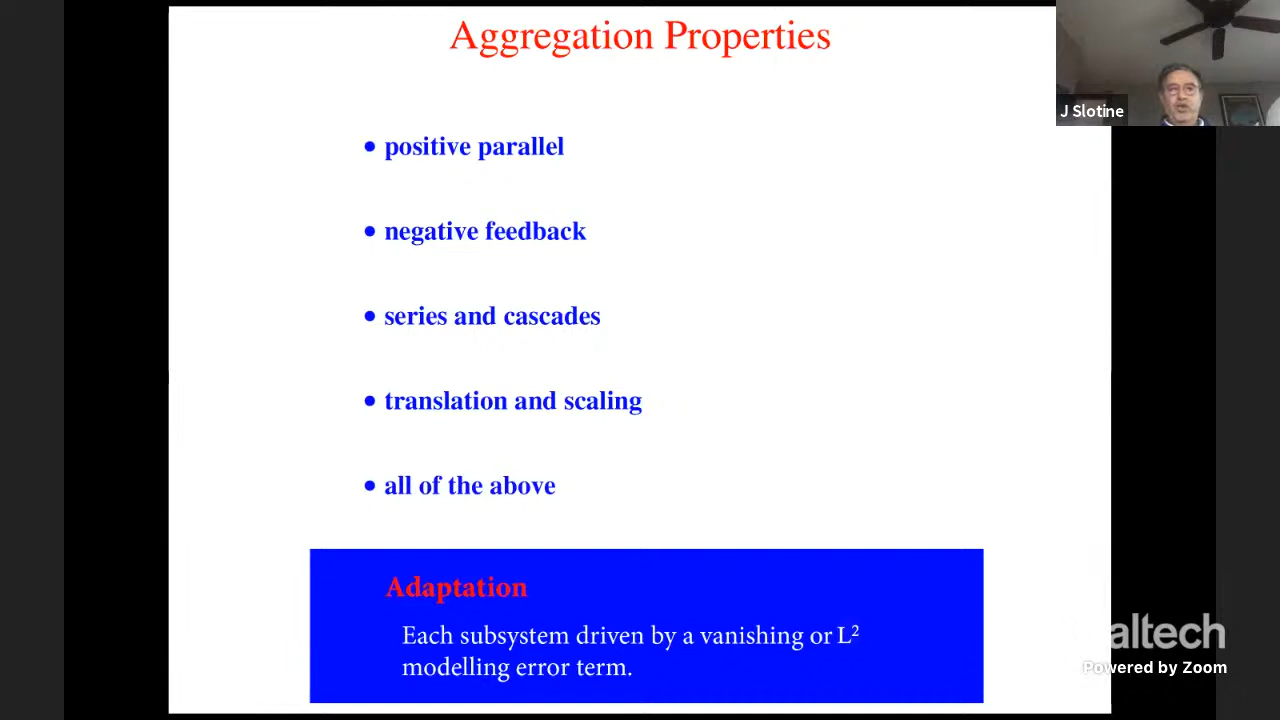 Aggregation Properties
J Slotine
• positive parallel
• negative feedback
• series and cascades
• translation and scaling
• all of the above
Adaptation
Each subsystem driven by a vanishing or L²
modelling error term.
altech
Powered by Zoom